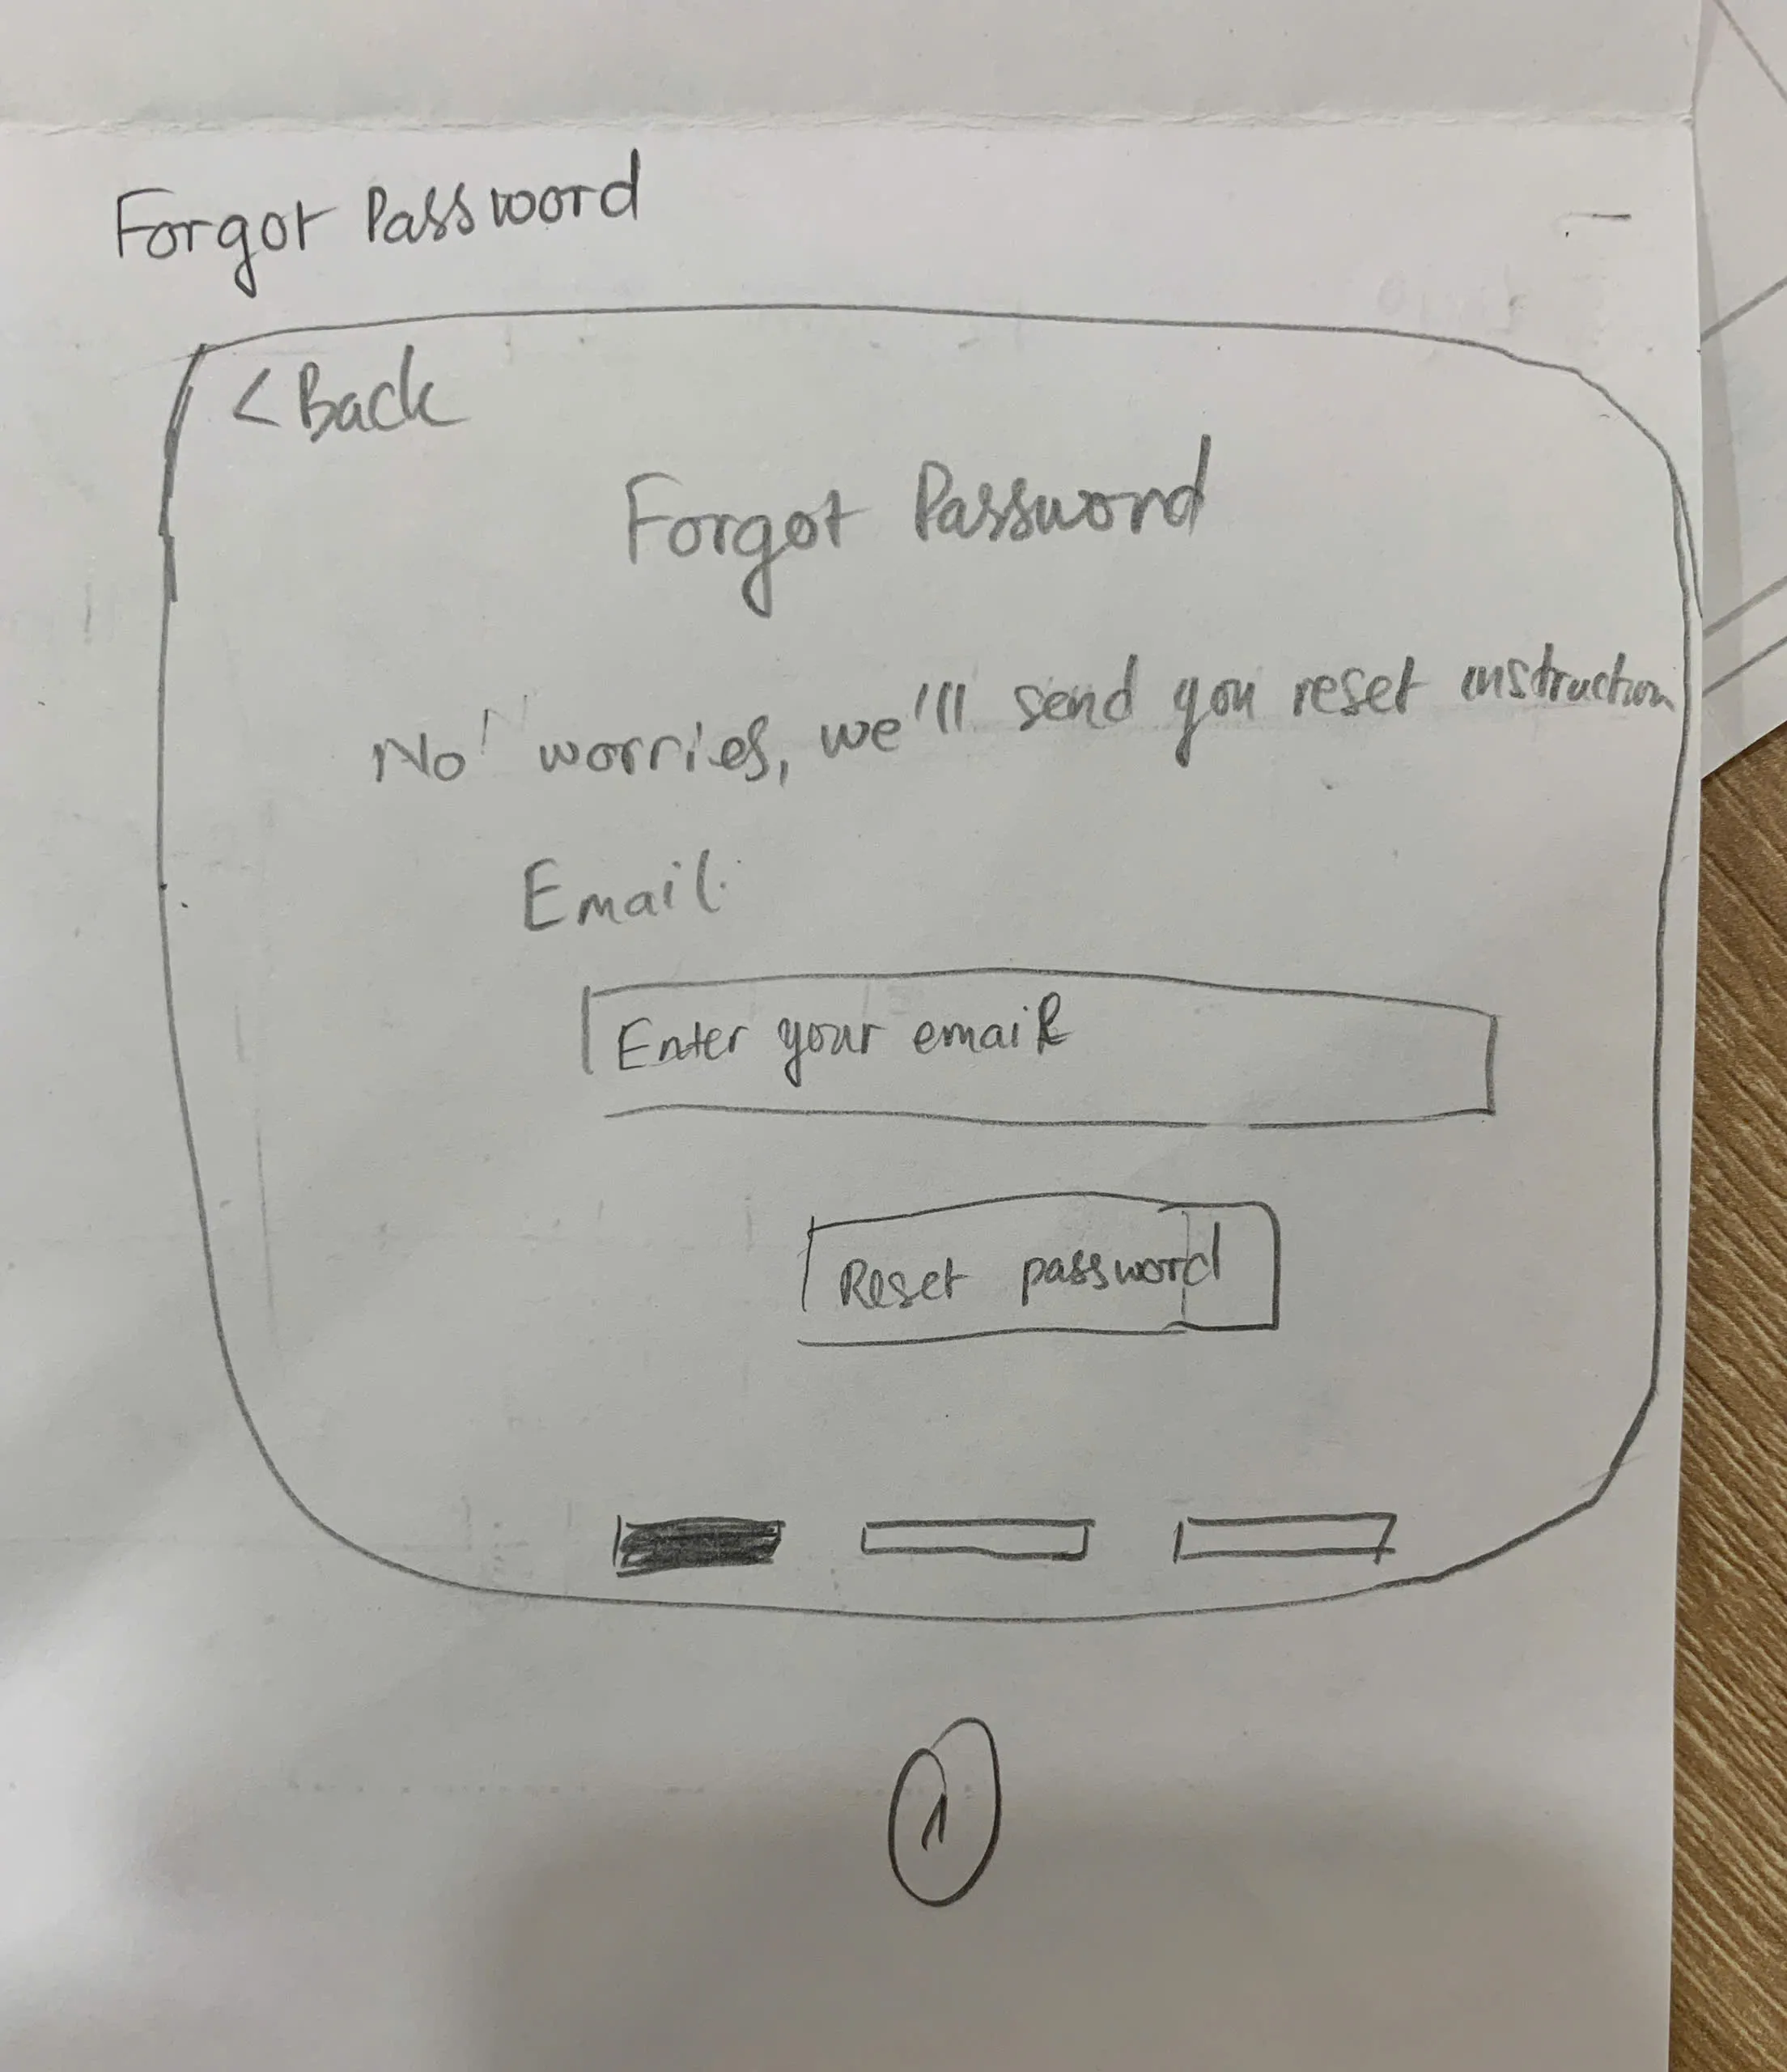 Forgot Password
< Back
Forgot Password
No worries, we'll send you reset instruction
Email
Enter your email
Reset password
1